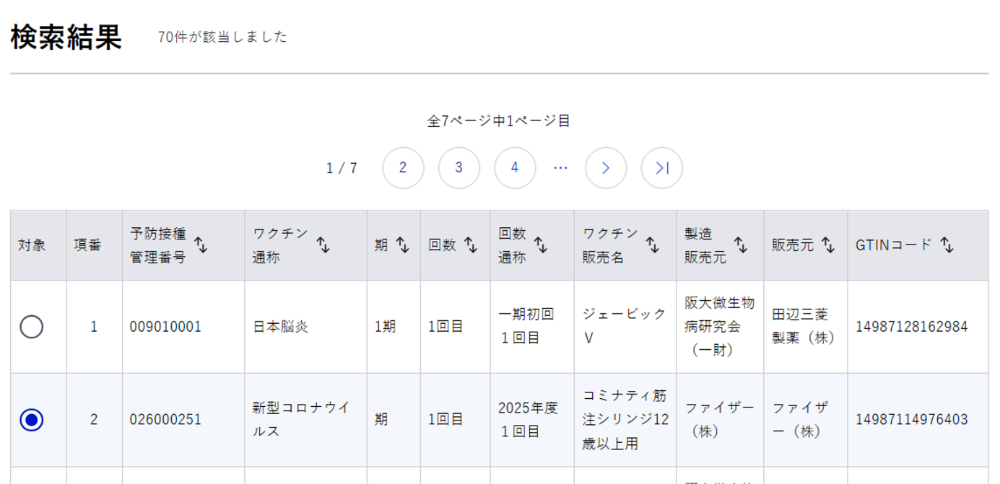 検索結果
70件が該当しました
全7ページ中1ページ目
1 / 7 2 3 4 … > >|
対象 項番 予防接種 管理番号 ワクチン 通称 期 回数 回数 通称 ワクチン 販売名 製造 販売元 販売元 GTINコード
1 009010001 日本脳炎 1期 1回目 一期初回 1回目 ジェービック V 阪大微生物 病研究会 (一財) 田辺三菱 製薬(株) 14987128162984
2 026000251 新型コロナウイ ルス 期 1回目 2025年度 1回目 コミナティ筋 注シリンジ12 歳以上用 ファイザー (株) ファイザ ー(株) 14987114976403